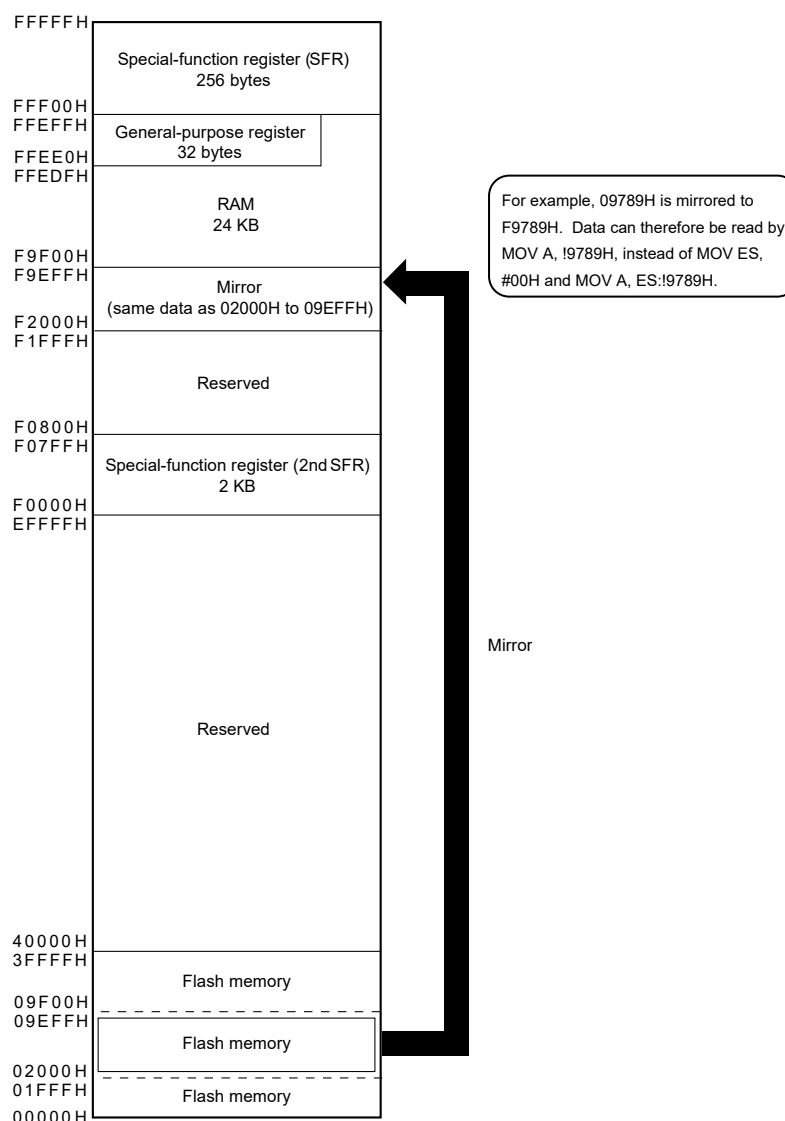 FFFFFH
Special-function register (SFR)
256 bytes
FFF00H
FFEFFH
General-purpose register
32 bytes
FFEE0H
FFEDFH
RAM
24 KB
For example, 09789H is mirrored to
F9789H. Data can therefore be read by
MOV A, !9789H, instead of MOV ES,
#00H and MOV A, ES:!9789H.
F9F00H
F9EFFH
Mirror
(same data as 02000H to 09EFFH)
F2000H
F1FFFH
Reserved
F0800H
F07FFH
Special-function register (2nd SFR)
2 KB
F0000H
EFFFFH
Mirror
Reserved
40000H
3FFFFH
Flash memory
09F00H
09EFFH
Flash memory
02000H
01FFFH
Flash memory
00000H